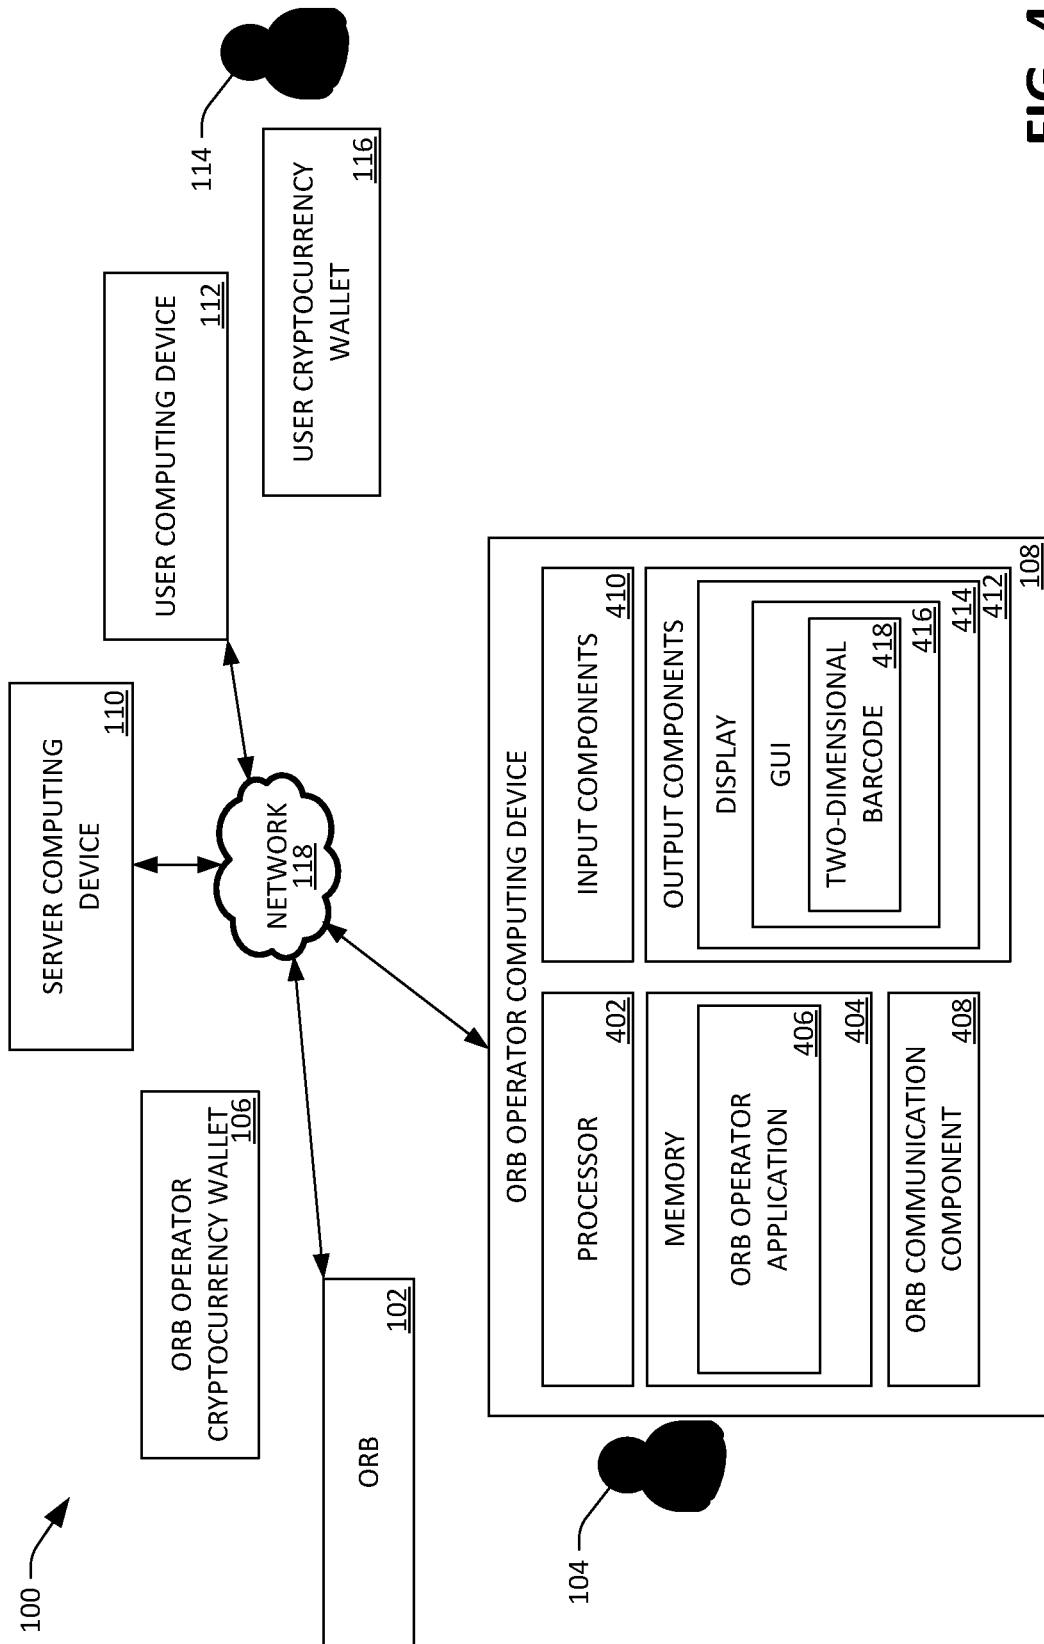 100
ORB OPERATOR
CRYPTOCURRENCY WALLET
106
SERVER COMPUTING
DEVICE
110
USER COMPUTING DEVICE
112
114
USER CRYPTOCURRENCY
WALLET
116
ORB
102
NETWORK
118
104
ORB OPERATOR COMPUTING DEVICE
PROCESSOR
402
MEMORY
ORB OPERATOR
APPLICATION
406
404
ORB COMMUNICATION
COMPONENT
408
INPUT COMPONENTS
410
OUTPUT COMPONENTS
DISPLAY
GUI
TWO-DIMENSIONAL
BARCODE
418
416
414
412
108
FIG. 4